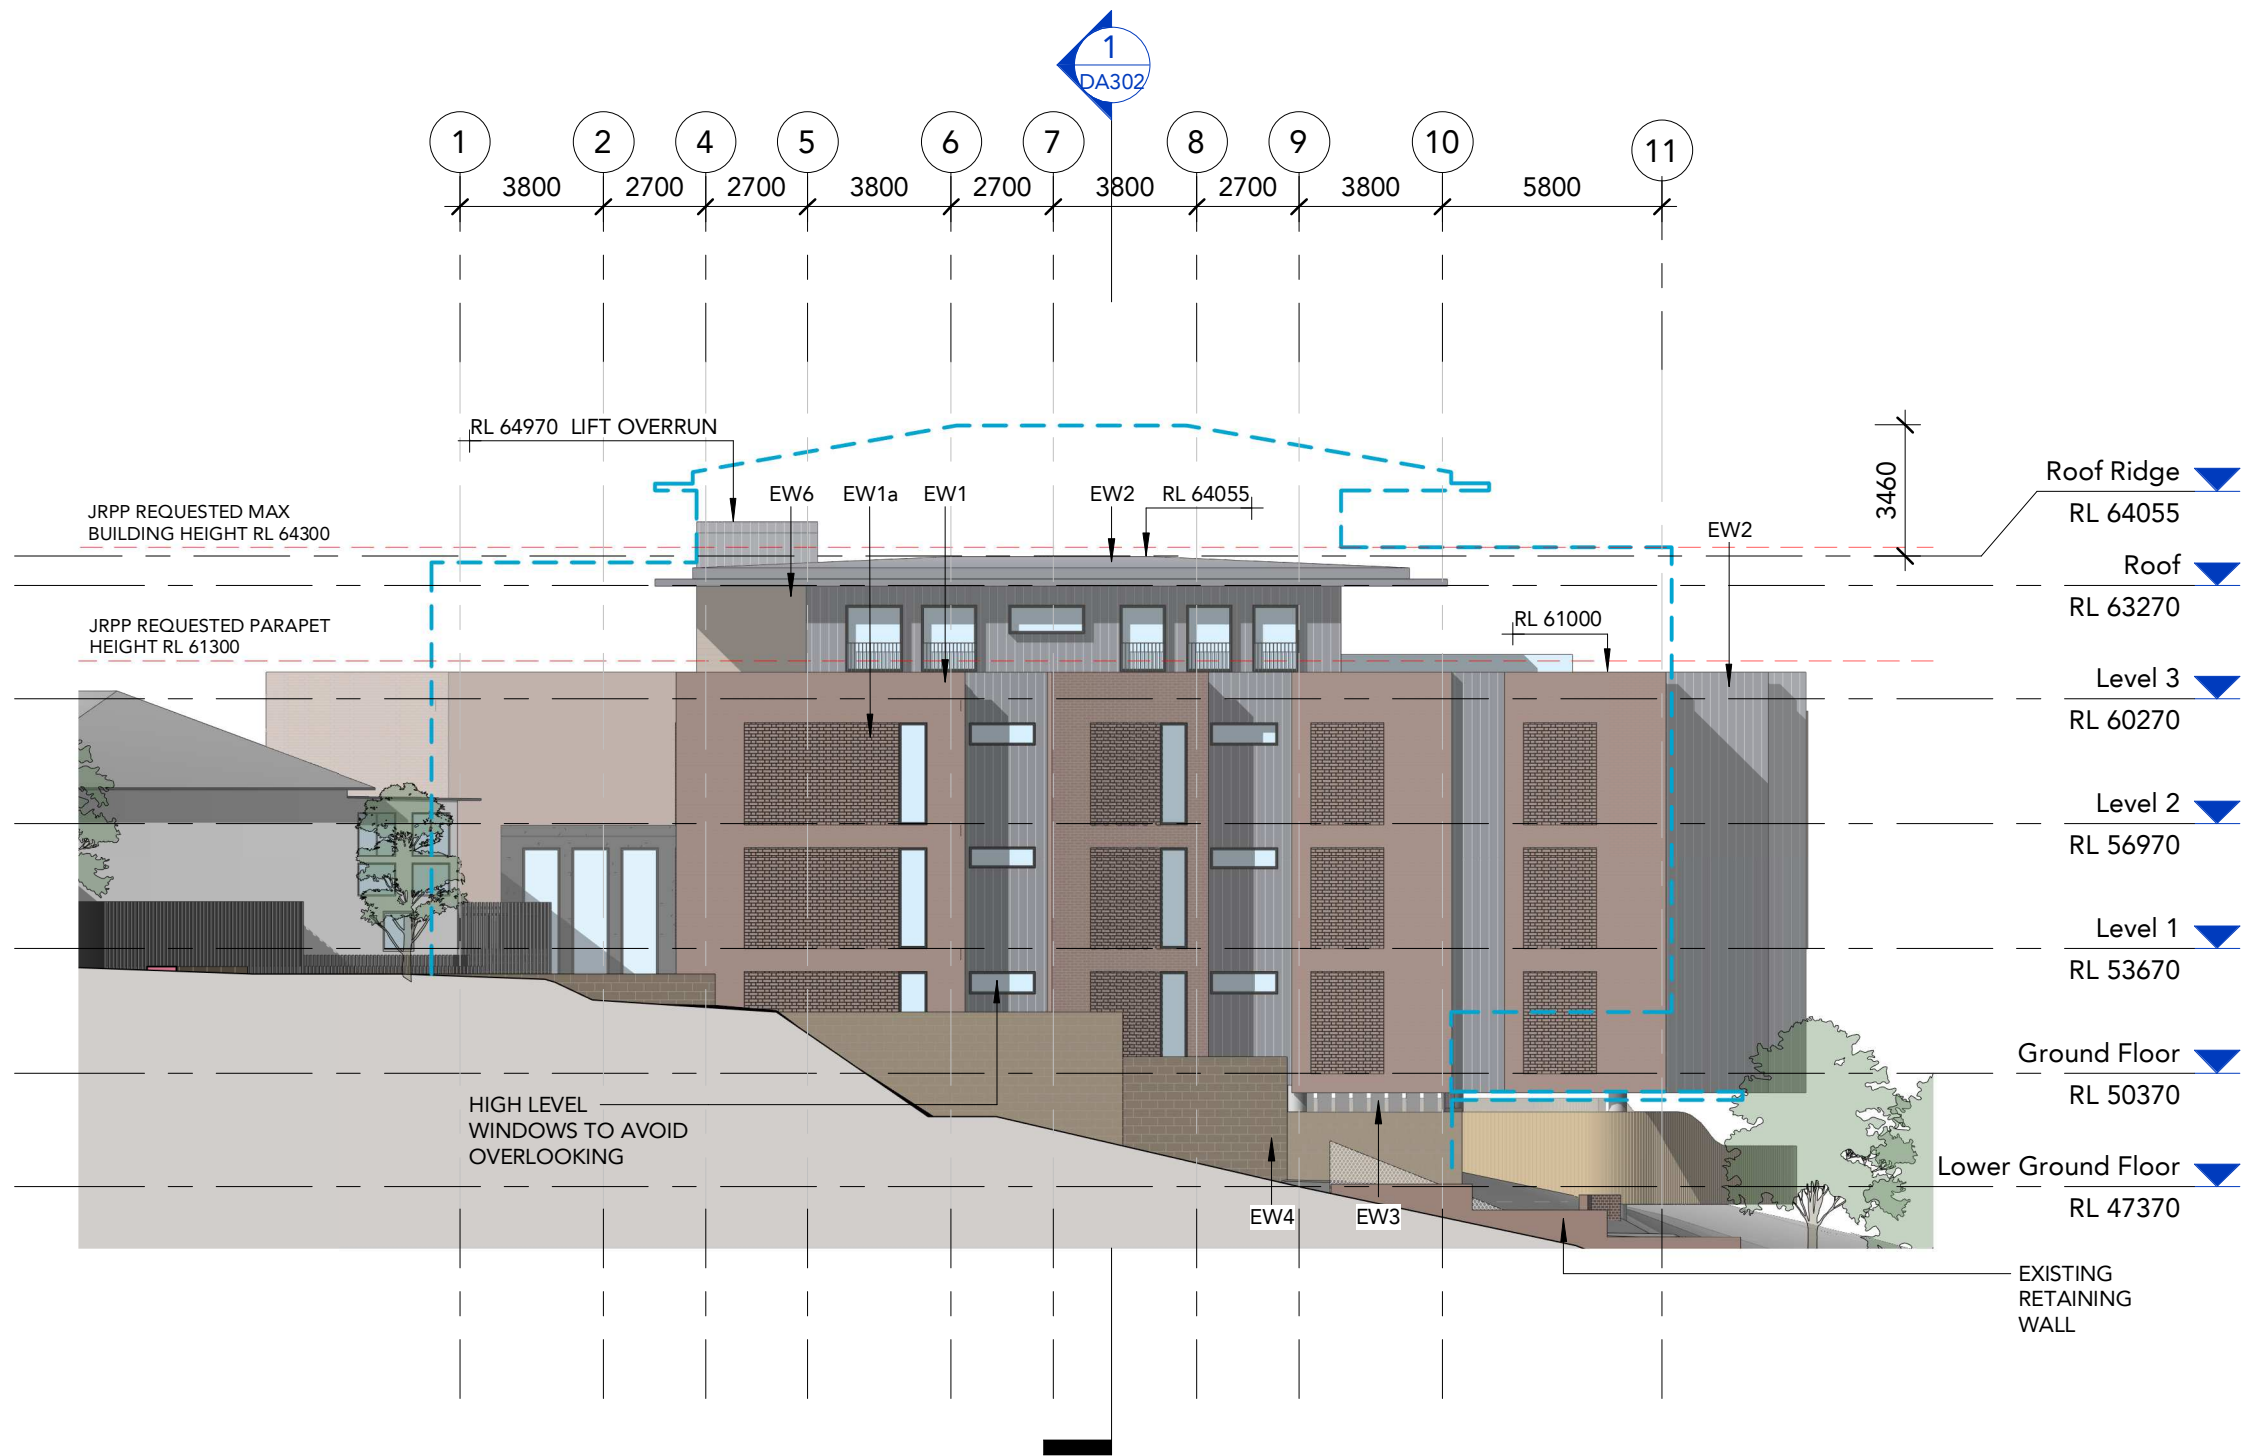 1
DA302
1
2
4
5
6
7
8
9
10
11
3800
2700
2700
3800
2700
3800
2700
3800
5800
RL 64970 LIFT OVERRUN
3460
Roof Ridge
RL 64055
JRPP REQUESTED MAX
BUILDING HEIGHT RL 64300
EW6
EW1a
EW1
EW2
RL 64055
EW2
Roof
RL 63270
JRPP REQUESTED PARAPET
HEIGHT RL 61300
RL 61000
Level 3
RL 60270
Level 2
RL 56970
Level 1
RL 53670
Ground Floor
RL 50370
HIGH LEVEL
WINDOWS TO AVOID
OVERLOOKING
Lower Ground Floor
RL 47370
EW4
EW3
EXISTING
RETAINING
WALL